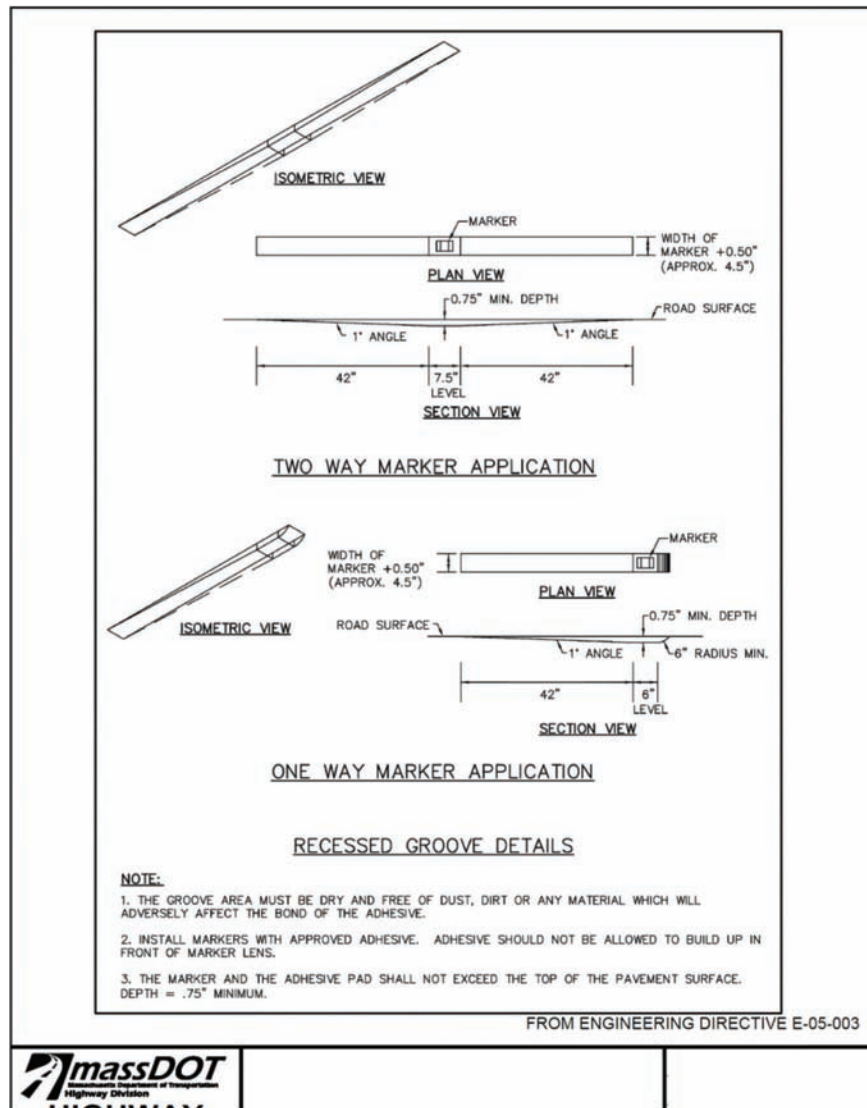 ISOMETRIC VIEW
MARKER
WIDTH OF
MARKER +0.50"
(APPROX. 4.5")
PLAN VIEW
0.75" MIN. DEPTH
ROAD SURFACE
1° ANGLE
1° ANGLE
42"
7.5"
42"
LEVEL
SECTION VIEW
TWO WAY MARKER APPLICATION
MARKER
WIDTH OF
MARKER +0.50"
(APPROX. 4.5")
PLAN VIEW
ISOMETRIC VIEW
ROAD SURFACE
0.75" MIN. DEPTH
1° ANGLE
6" RADIUS MIN.
42"
6"
LEVEL
SECTION VIEW
ONE WAY MARKER APPLICATION
RECESSED GROOVE DETAILS
NOTE:
1. THE GROOVE AREA MUST BE DRY AND FREE OF DUST, DIRT OR ANY MATERIAL WHICH WILL
ADVERSELY AFFECT THE BOND OF THE ADHESIVE.
2. INSTALL MARKERS WITH APPROVED ADHESIVE. ADHESIVE SHOULD NOT BE ALLOWED TO BUILD UP IN
FRONT OF MARKER LENS.
3. THE MARKER AND THE ADHESIVE PAD SHALL NOT EXCEED THE TOP OF THE PAVEMENT SURFACE.
DEPTH = .75" MINIMUM.
FROM ENGINEERING DIRECTIVE E-05-003
massDOT
Massachusetts Department of Transportation
Highway Division
HIGHWAY